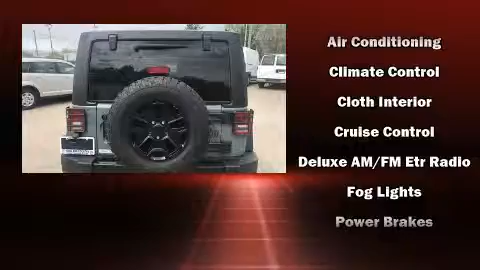 Air Conditioning
Climate Control
Cloth Interior
Cruise Control
Deluxe AM/FM Etr Radio
Fog Lights
Power Brakes